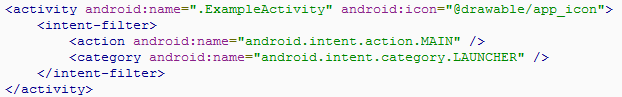 <activity android:name=".ExampleActivity" android:icon="@drawable/app_icon">
    <intent-filter>
        <action android:name="android.intent.action.MAIN" />
        <category android:name="android.intent.category.LAUNCHER" />
    </intent-filter>
</activity>